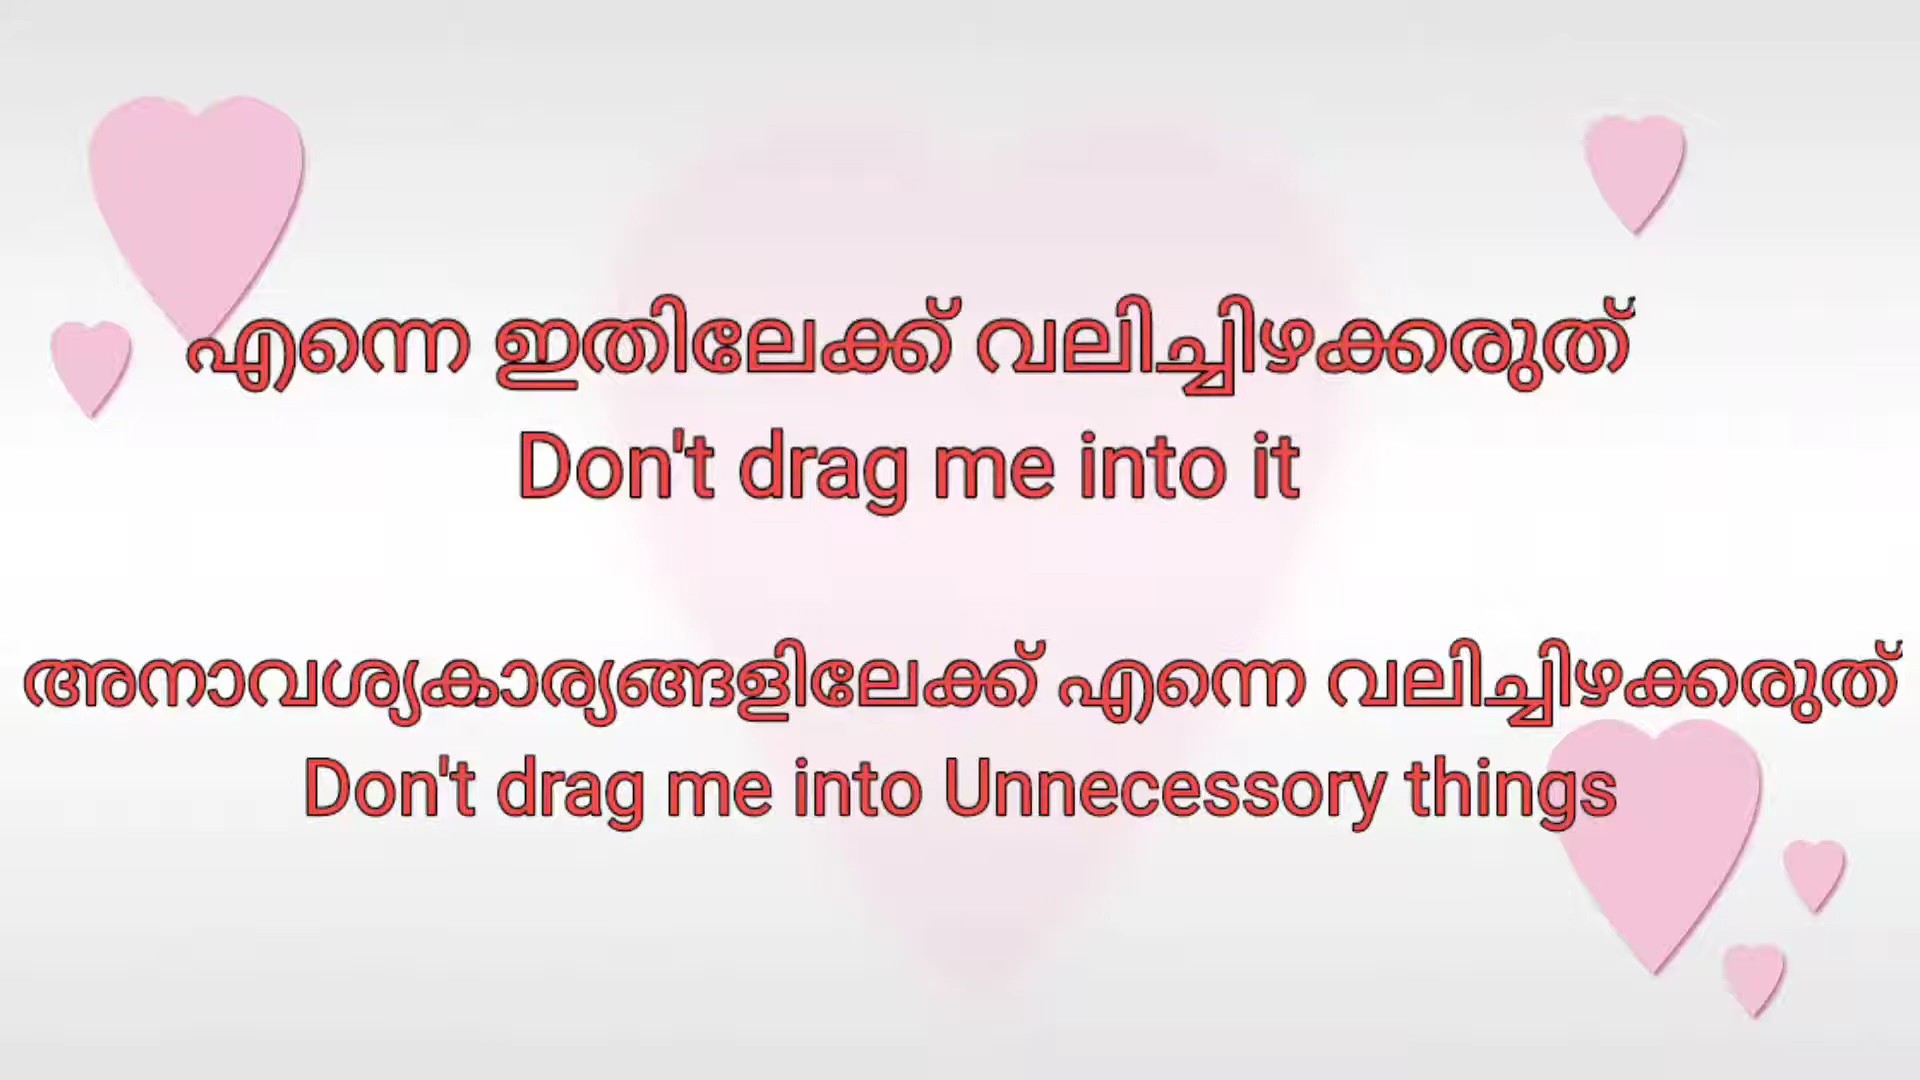 എന്നെ ഇതിലേക്ക് വലിച്ചിഴക്കരുത്
Don't drag me into it
അനാവശ്യകാര്യങ്ങളിലേക്ക് എന്നെ വലിച്ചിഴക്കരുത്
Don't drag me into Unnecessory things